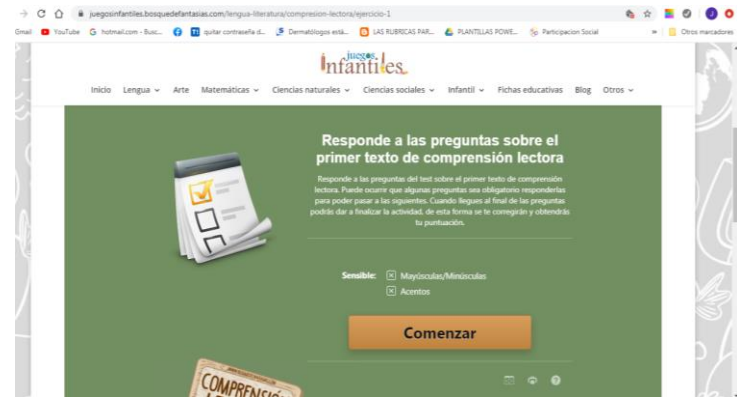 juegosinfantiles.bosquedefantasias.com/lengua-literatura/compresion-lectora/ejercicio-1
Gmail YouTube hotmail.com - Busc... quitar contraseña d... Dermatólogos está... LAS RUBRICAS PAR... PLANTILLAS POWE... Participacion Social Otros marcadores
juegos
Infantiles
Inicio Lengua Arte Matemáticas Ciencias naturales Ciencias sociales Infantil Fichas educativas Blog Otros
Responde a las preguntas sobre el
primer texto de comprensión lectora
Responde a las preguntas del test sobre el primer texto de comprensión
lectora. Puede ocurrir que algunas preguntas sea obligatorio responderlas
para poder pasar a las siguientes. Cuando llegues al final de las preguntas
podrás dar a finalizar la actividad, de esta forma se te corregirán y obtendrás
tu puntuación.
Sensible: Mayúsculas/Minúsculas
Acentos
Comenzar
COMPRENSIÓN